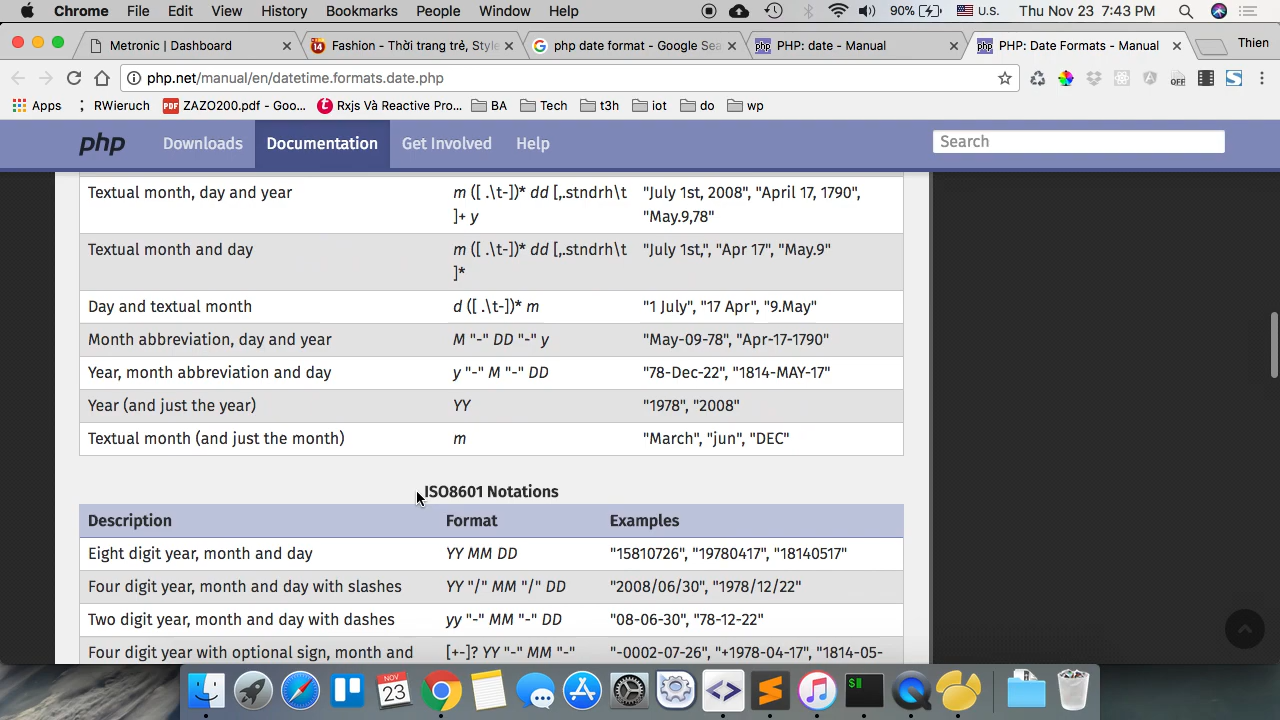 Chrome File Edit View History Bookmarks People Window Help 90% U.S. Thu Nov 23 7:43 PM
Metronic | Dashboard
Fashion - Thời trang trẻ, Style
php date format - Google Sea
PHP: date - Manual
PHP: Date Formats - Manual
Thien
php.net/manual/en/datetime.formats.date.php
OFF
Apps RWieruch ZAZO200.pdf - Goo... Rxjs Và Reactive Pro... BA Tech t3h iot do wp
php Downloads Documentation Get Involved Help Search
Textual month, day and year m ([ .\t-])* dd [,.stndrh\t "July 1st, 2008", "April 17, 1790",
]+ y "May.9,78"
Textual month and day m ([ .\t-])* dd [,.stndrh\t "July 1st,", "Apr 17", "May.9"
]*
Day and textual month d ([ .\t-])* m "1 July", "17 Apr", "9.May"
Month abbreviation, day and year M "-" DD "-" y "May-09-78", "Apr-17-1790"
Year, month abbreviation and day y "-" M "-" DD "78-Dec-22", "1814-MAY-17"
Year (and just the year) YY "1978", "2008"
Textual month (and just the month) m "March", "jun", "DEC"
ISO8601 Notations
Description Format Examples
Eight digit year, month and day YY MM DD "15810726", "19780417", "18140517"
Four digit year, month and day with slashes YY "/" MM "/" DD "2008/06/30", "1978/12/22"
Two digit year, month and day with dashes yy "-" MM "-" DD "08-06-30", "78-12-22"
Four digit year with optional sign, month and [+-]? YY "-" MM "-" "-0002-07-26", "+1978-04-17", "1814-05-
NOV
23